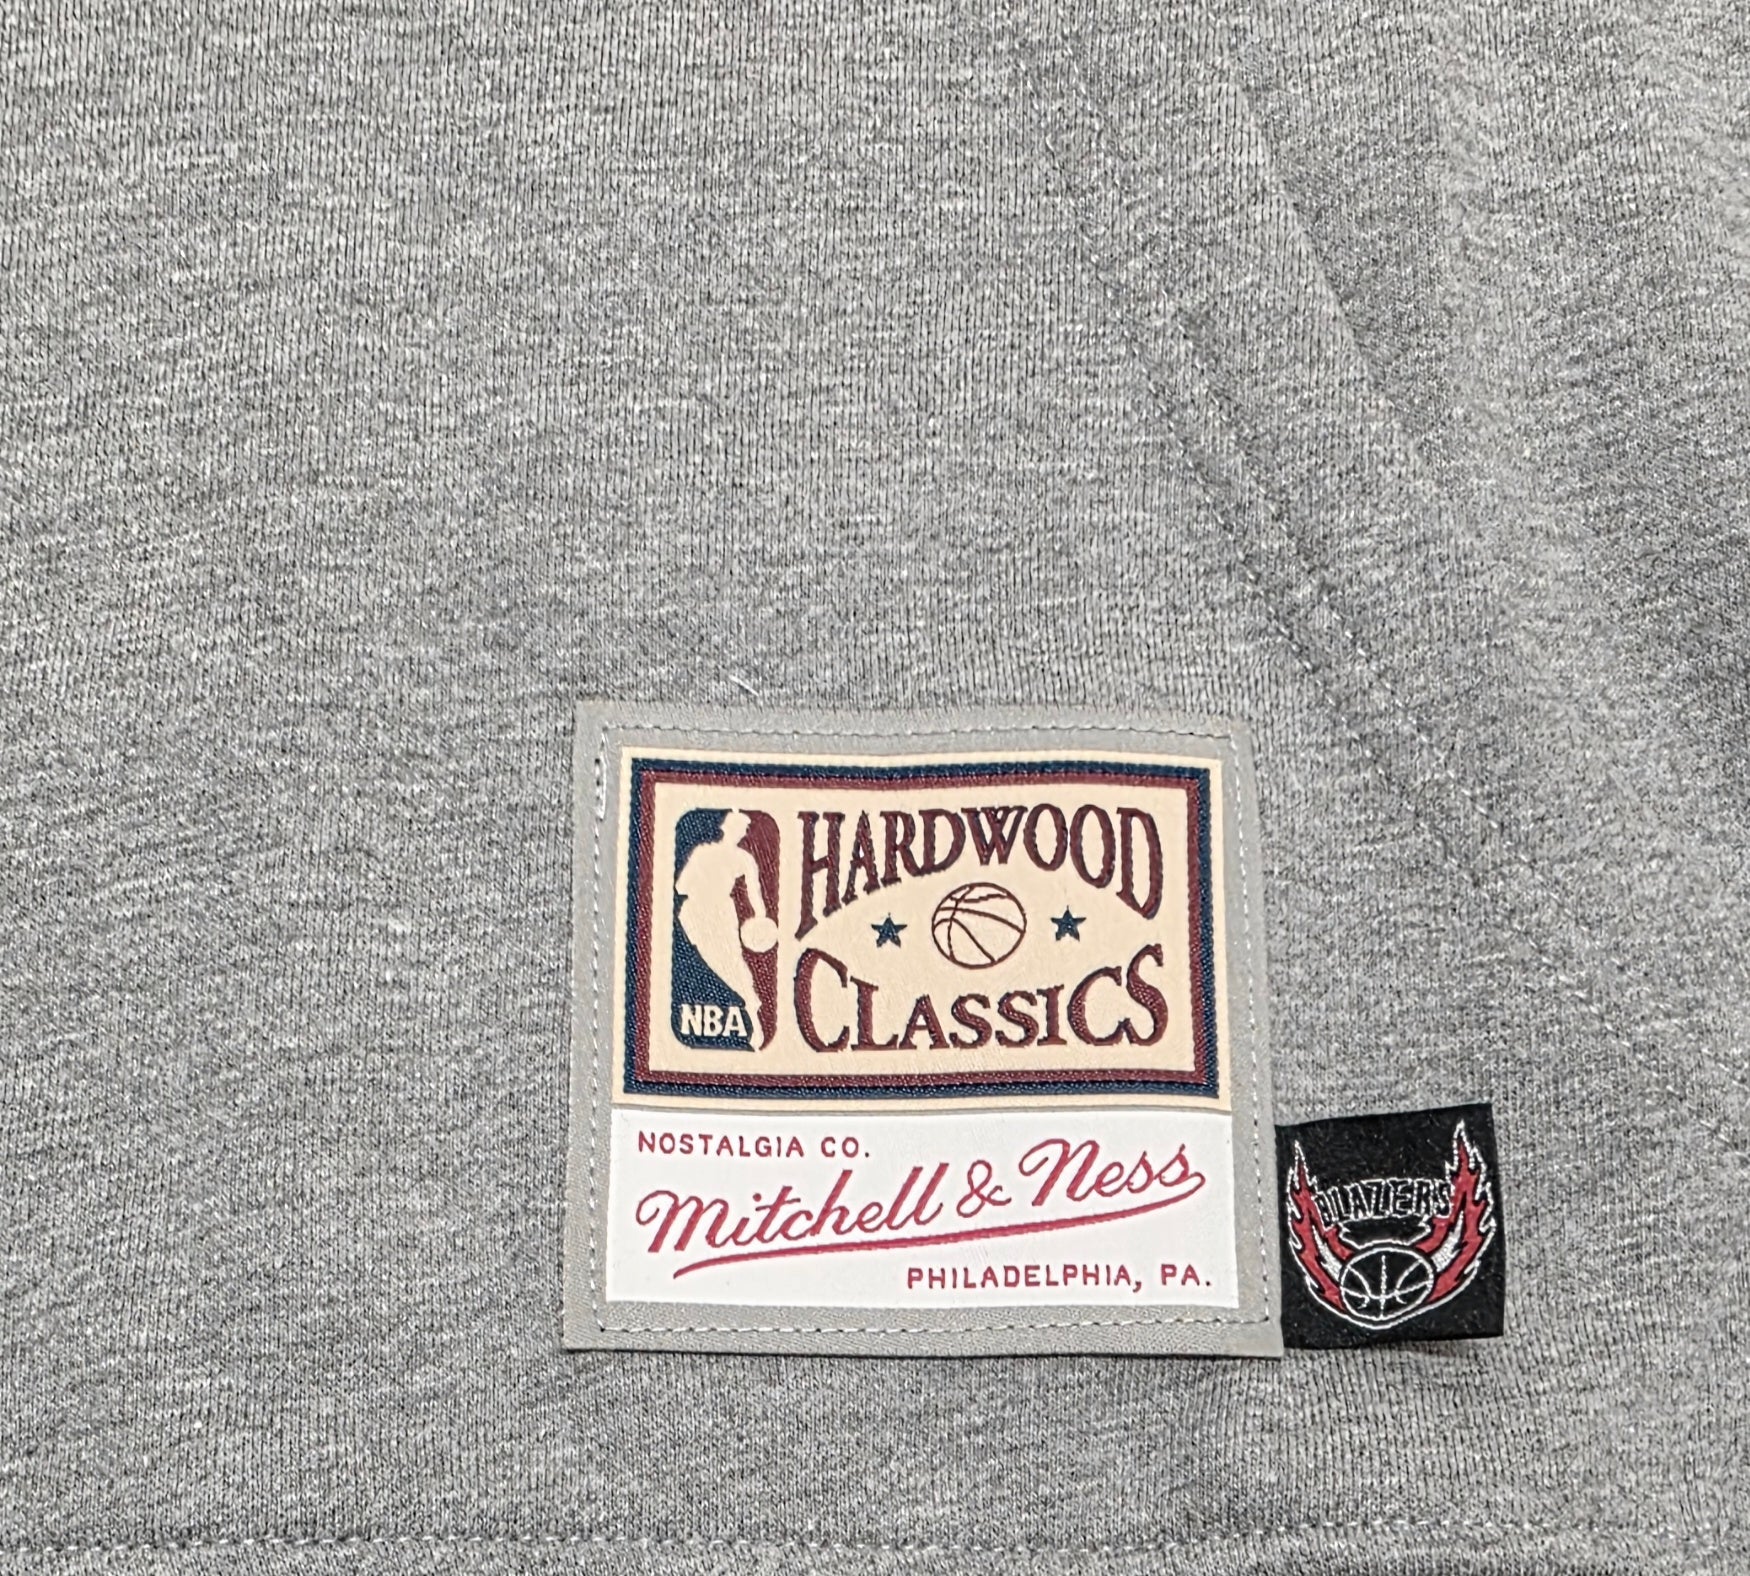 HARDWOOD
CLASSICS
NBA
NOSTALGIA CO.
Mitchell & Ness
PHILADELPHIA, PA.
BLAZERS